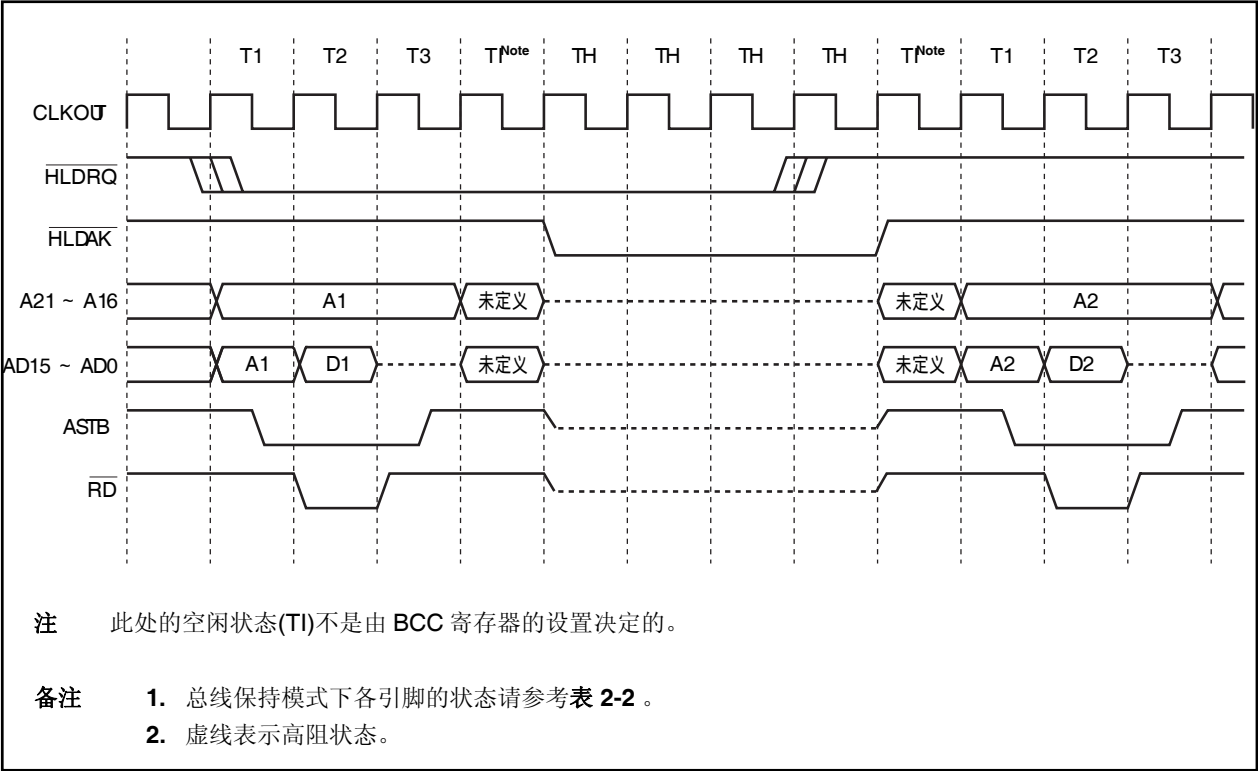 T1 T2 T3 TINote TH TH TH TH TINote T1 T2 T3
CLKOUT
HLDRQ
HLDAK
A21 ~ A16 A1 未定义 未定义 A2
AD15 ~ AD0 A1 D1 未定义 未定义 A2 D2
ASTB
RD
注 此处的空闲状态(TI)不是由 BCC 寄存器的设置决定的。
备注 1. 总线保持模式下各引脚的状态请参考表 2-2 。
2. 虚线表示高阻状态。